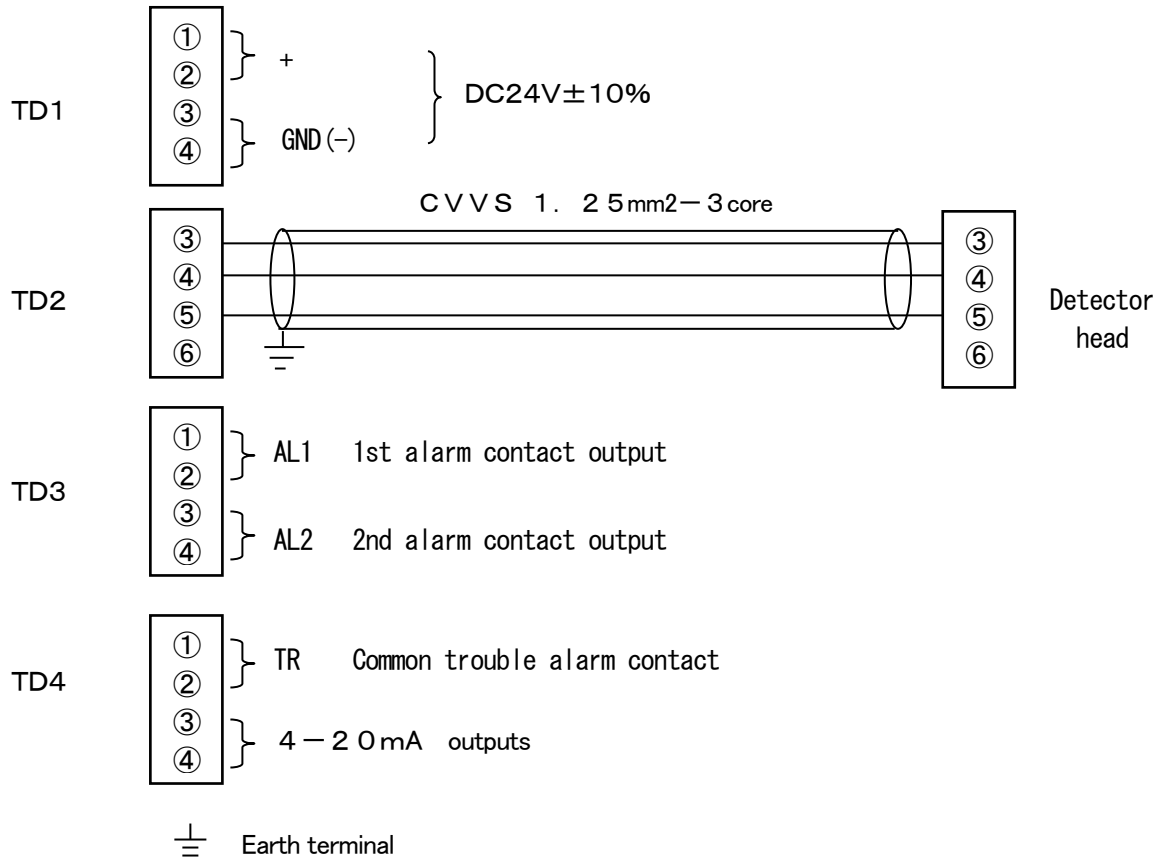 TD1
①
②
③
④
+
GND(−)
DC24V±10%
CVVS 1.25mm2－3core
TD2
③
④
⑤
⑥
③
④
⑤
⑥
Detector
head
TD3
①
②
③
④
AL1 1st alarm contact output
AL2 2nd alarm contact output
TD4
①
②
③
④
TR Common trouble alarm contact
4－20mA outputs
Earth terminal